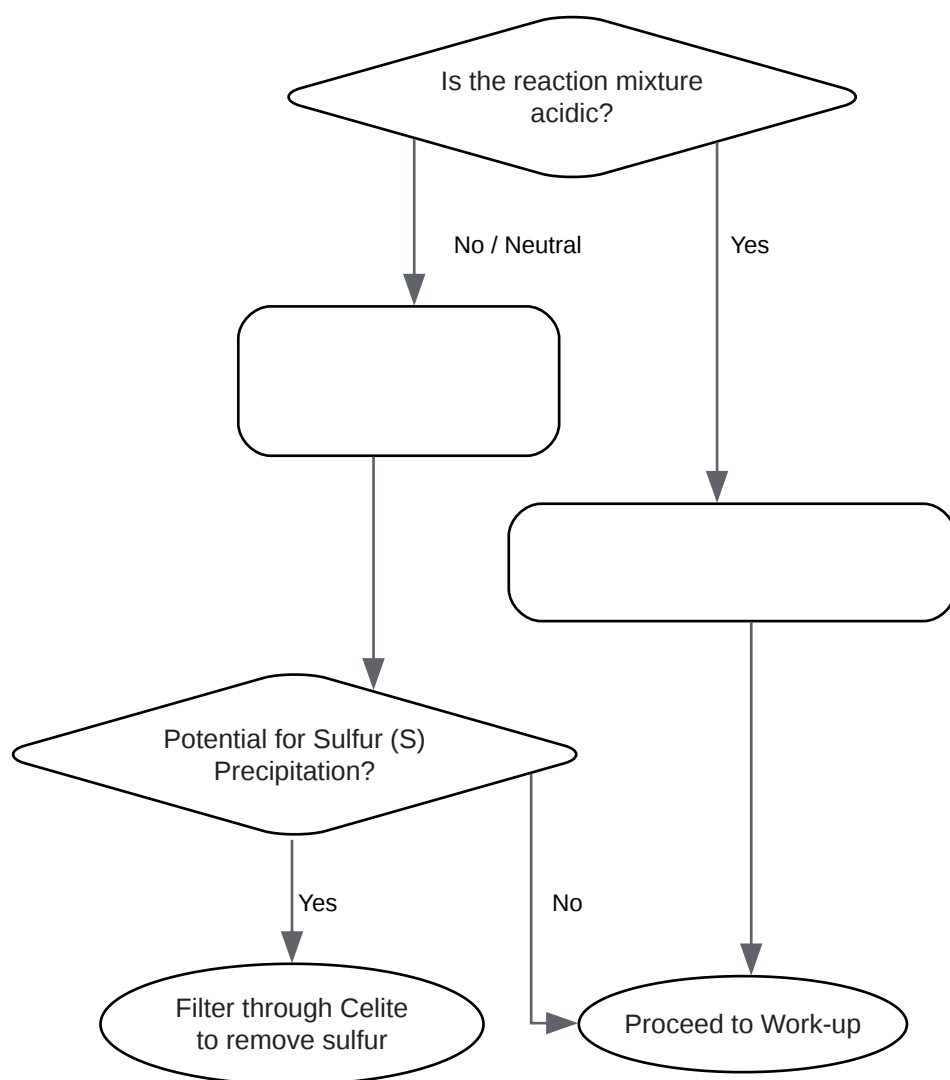 Is the reaction mixture
acidic?
No / Neutral
Yes
Potential for Sulfur (S)
Precipitation?
Yes
No
Filter through Celite
to remove sulfur
Proceed to Work-up